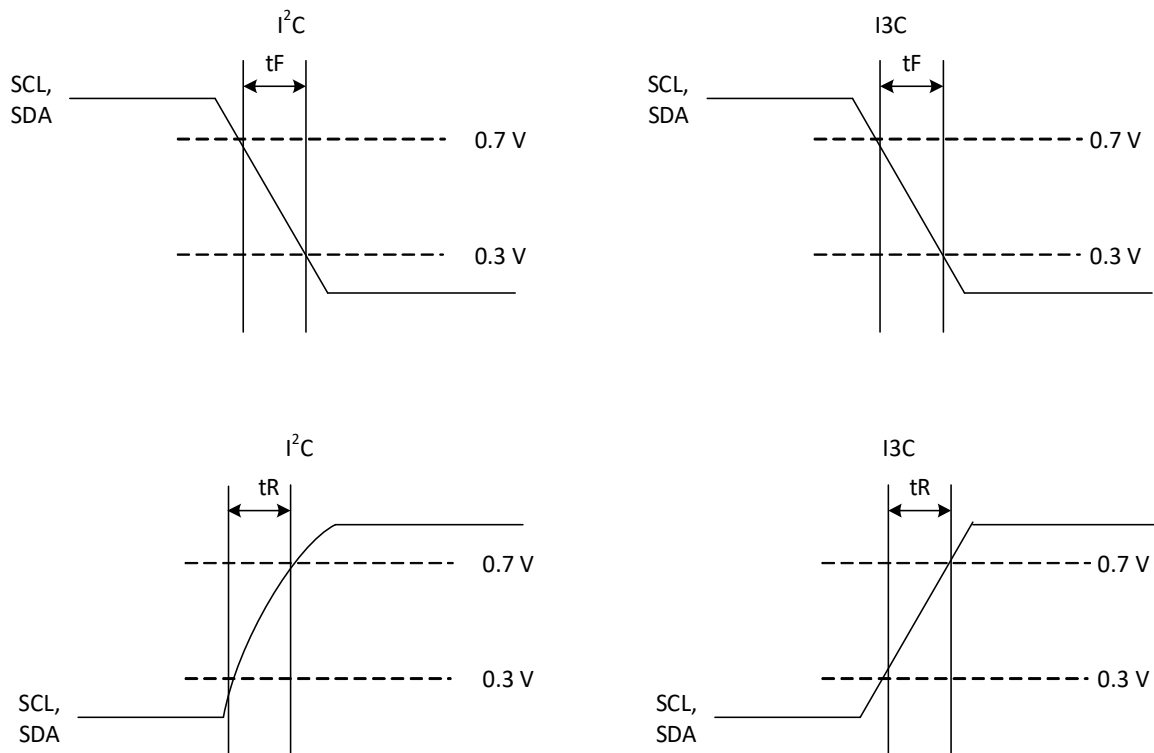 I²C
tF
SCL,
SDA
0.7 V
0.3 V
I3C
tF
SCL,
SDA
0.7 V
0.3 V
I²C
tR
0.7 V
0.3 V
SCL,
SDA
I3C
tR
0.7 V
0.3 V
SCL,
SDA